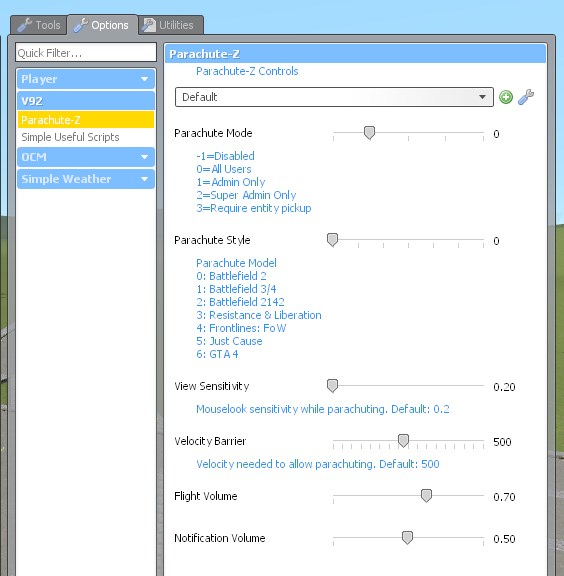 Tools
Options
Utilities
Quick Filter...
Player
V92
Parachute-Z
Simple Useful Scripts
OCM
Simple Weather
Parachute-Z
Parachute-Z Controls
Default
Parachute Mode 0
-1=Disabled
0=All Users
1=Admin Only
2=Super Admin Only
3=Require entity pickup
Parachute Style 0
Parachute Model
0: Battlefield 2
1: Battlefield 3/4
2: Battlefield 2142
3: Resistance & Liberation
4: Frontlines: FoW
5: Just Cause
6: GTA 4
View Sensitivity 0.20
Mouselook sensitivity while parachuting. Default: 0.2
Velocity Barrier 500
Velocity needed to allow parachuting. Default: 500
Flight Volume 0.70
Notification Volume 0.50